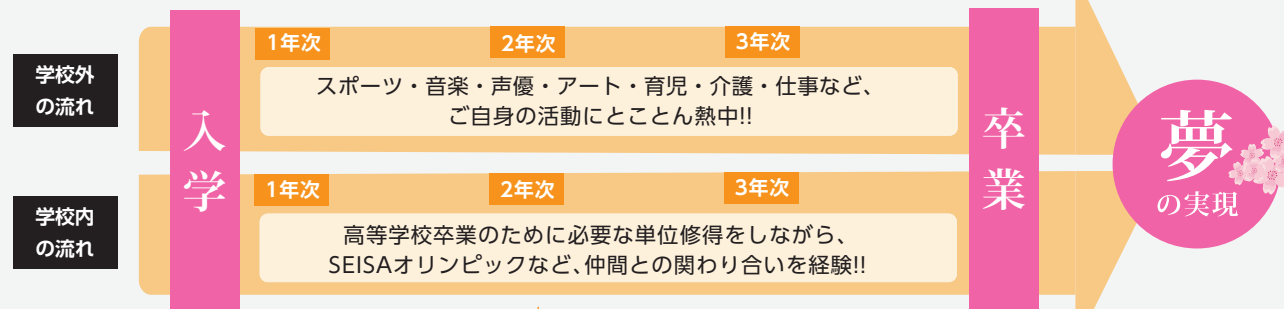 学校外
の流れ
入学
1年次
2年次
3年次
スポーツ・音楽・声優・アート・育児・介護・仕事など、
ご自身の活動にとことん熱中!!
学校内
の流れ
1年次
2年次
3年次
高等学校卒業のために必要な単位修得をしながら、
SEISAオリンピックなど、仲間との関わり合いを経験!!
卒業
夢
の実現